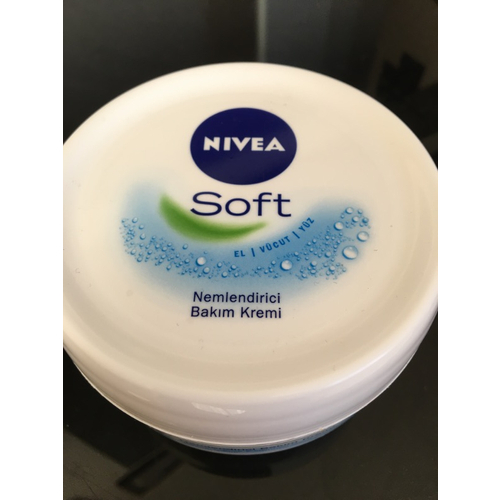 NIVEA
Soft
EL | VÜCUT | YÜZ
Nemlendirici
Bakım Kremi